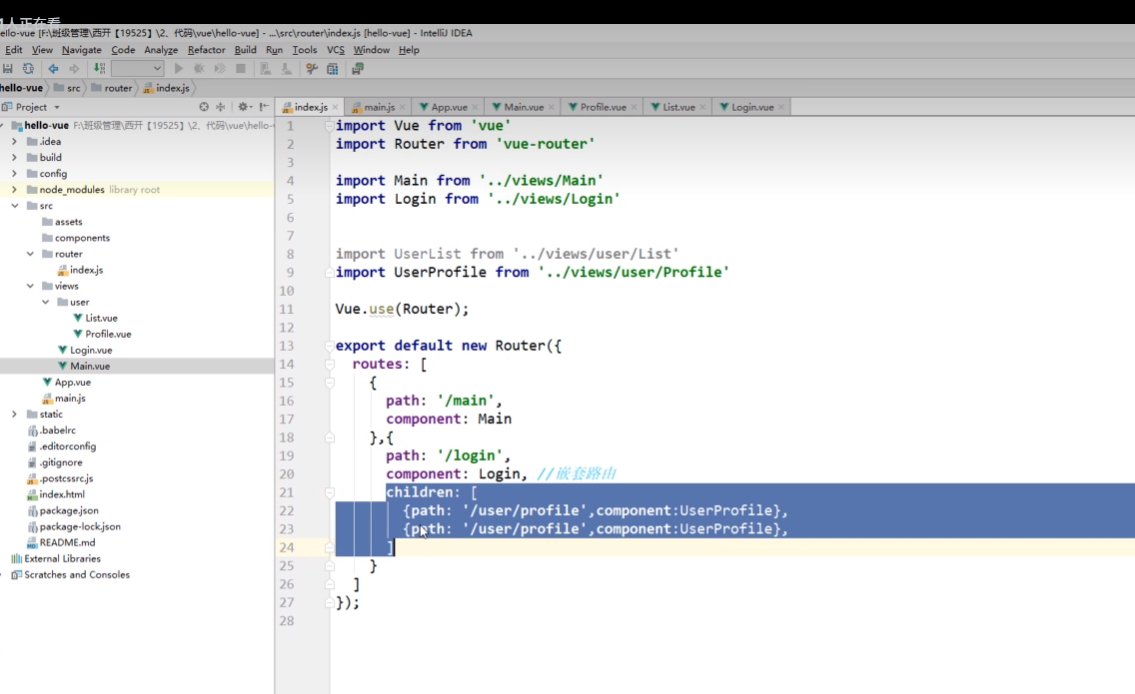 1人正在看
ello-vue [F:\班级管理\西开【19525】\2、代码\vue\hello-vue] - ...\src\router\index.js [hello-vue] - IntelliJ IDEA
Edit View Navigate Code Analyze Refactor Build Run Tools VCS Window Help
hello-vue src router index.js
Project
index.js main.js App.vue Main.vue Profile.vue List.vue Login.vue
hello-vue F:\班级管理\西开【19525】\2、代码\vue\hello-
.idea
build
config
node_modules library root
src
assets
components
router
index.js
views
user
List.vue
Profile.vue
Login.vue
Main.vue
App.vue
main.js
static
.babelrc
.editorconfig
.gitignore
.postcssrc.js
index.html
package.json
package-lock.json
README.md
External Libraries
Scratches and Consoles
1 import Vue from 'vue'
2 import Router from 'vue-router'
3
4 import Main from '../views/Main'
5 import Login from '../views/Login'
6
7
8 import UserList from '../views/user/List'
9 import UserProfile from '../views/user/Profile'
10
11 Vue.use(Router);
12
13 export default new Router({
14 routes: [
15 {
16 path: '/main',
17 component: Main
18 },{
19 path: '/login',
20 component: Login, //嵌套路由
21 children: [
22 {path: '/user/profile',component:UserProfile},
23 {path: '/user/profile',component:UserProfile},
24 ]
25 }
26 ]
27 });
28